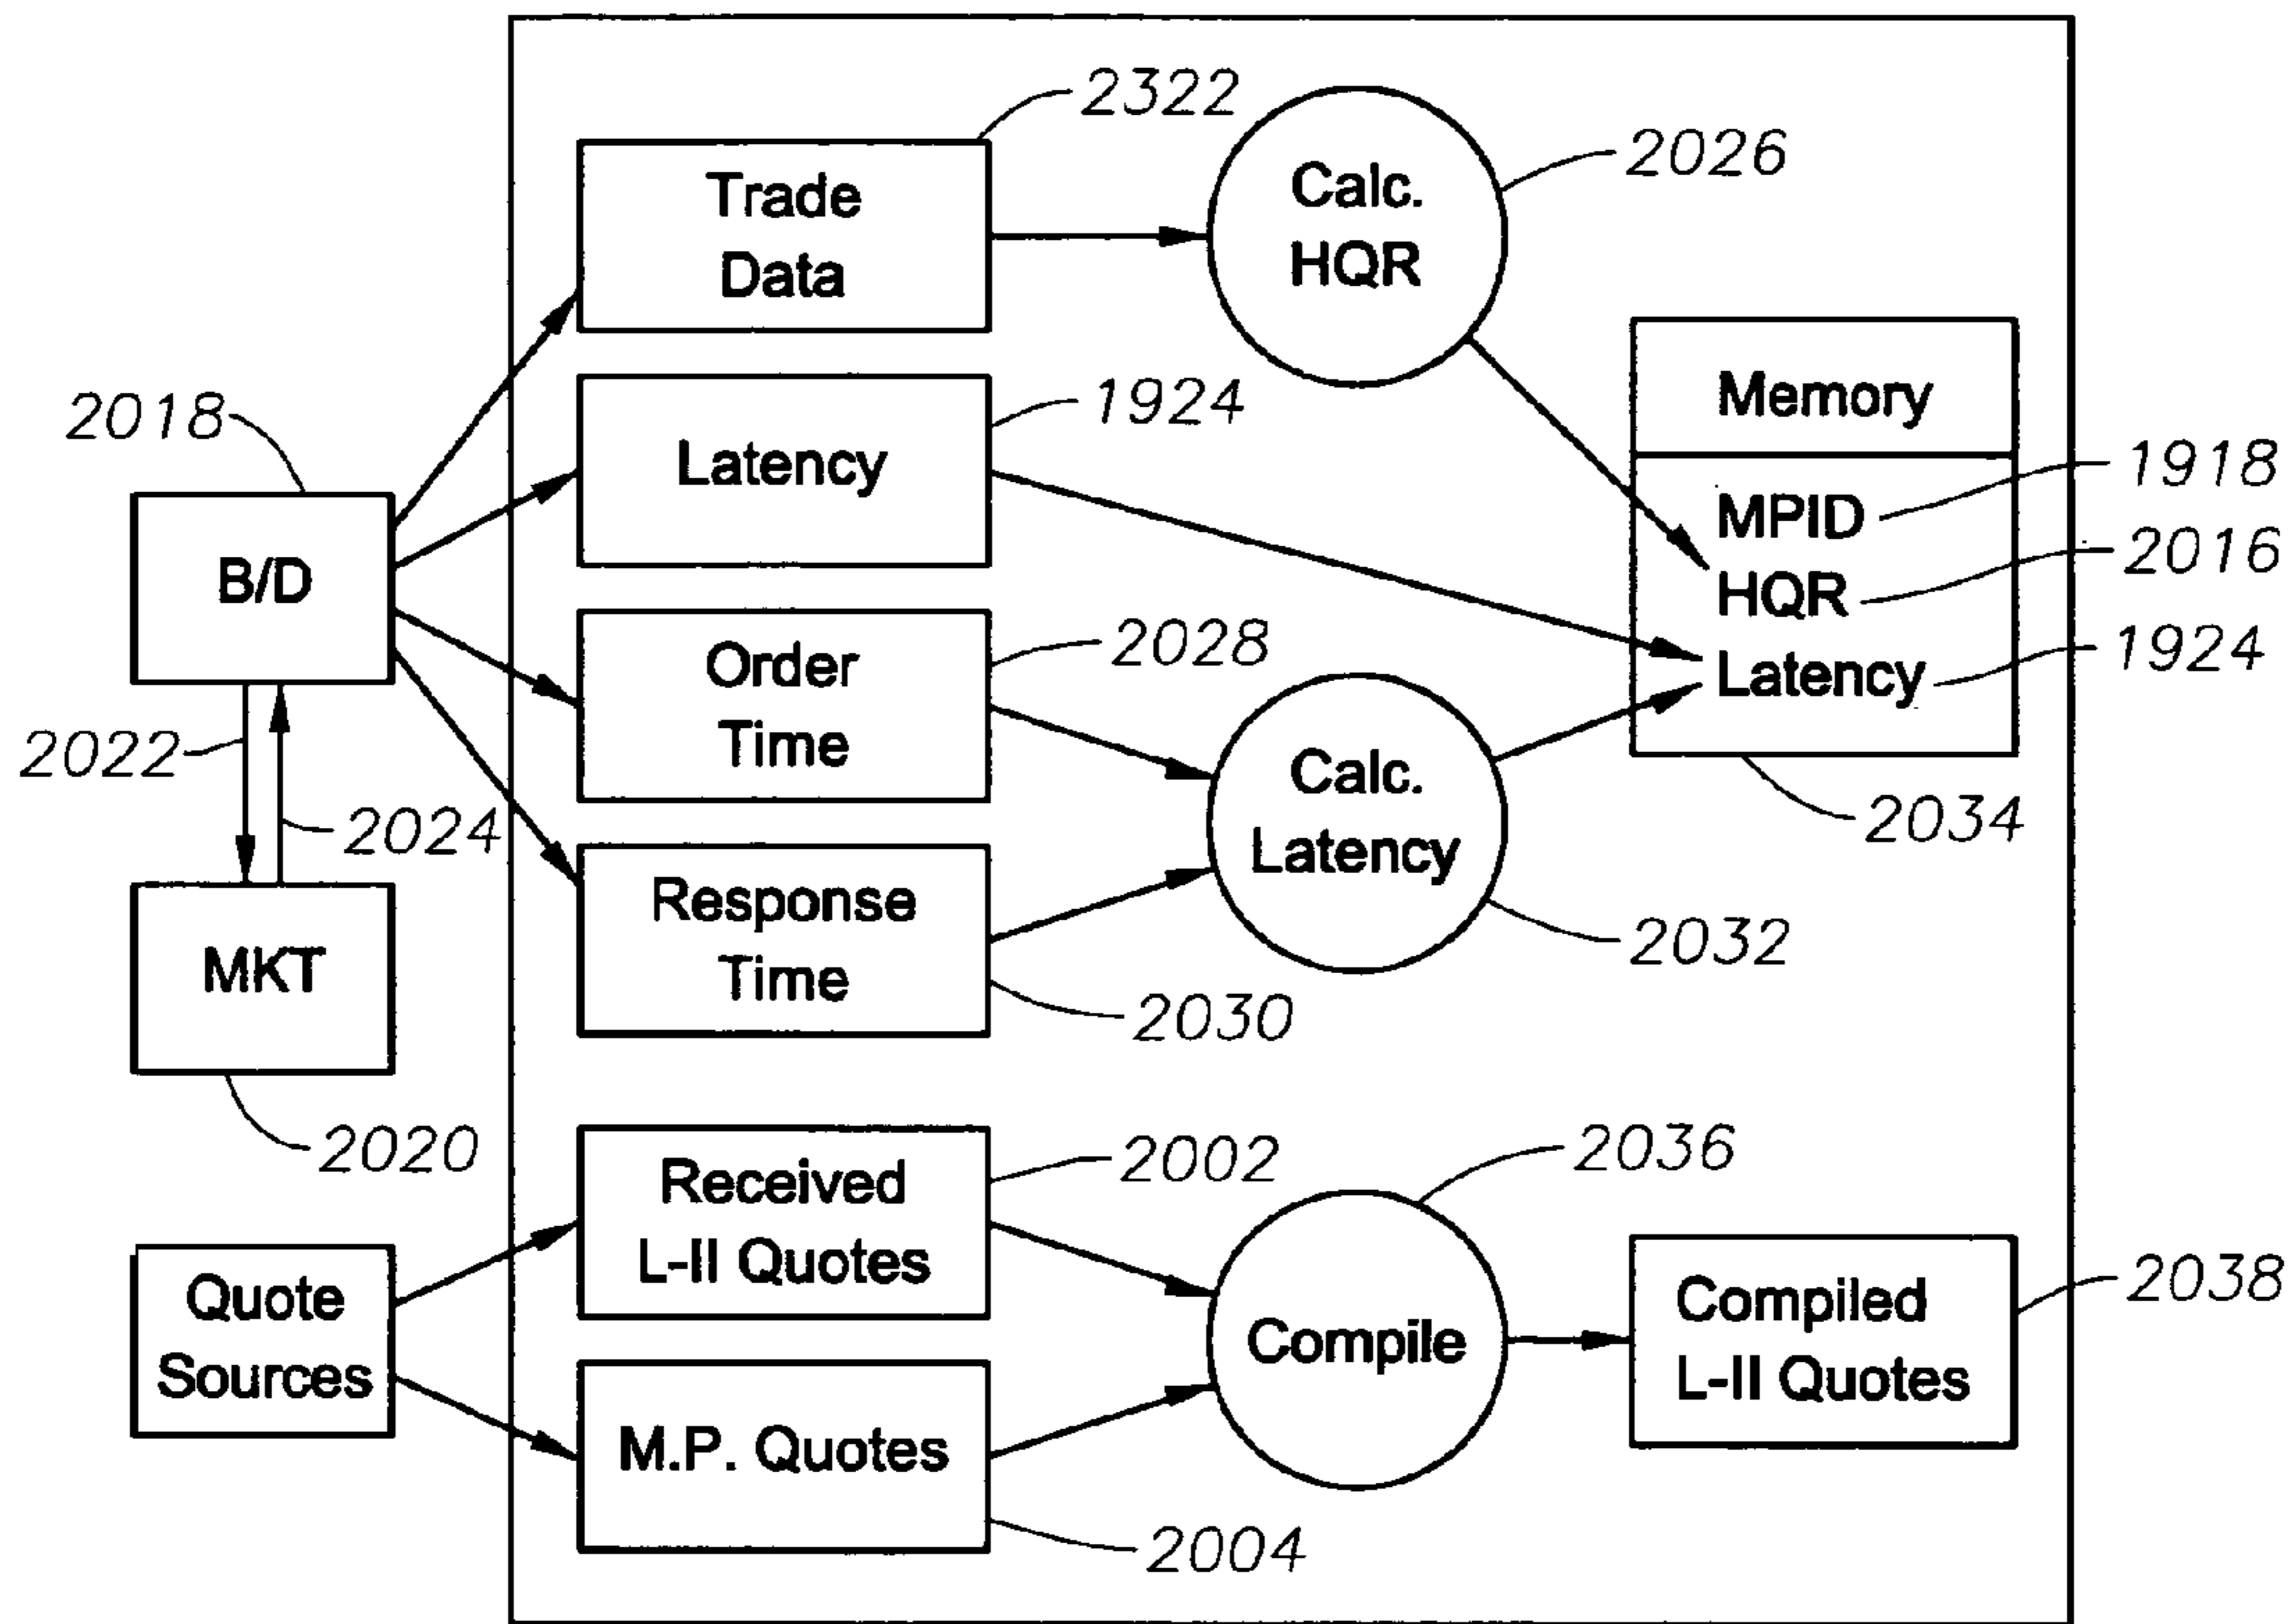 2322
Trade
Data
Calc.
HQR
2026
Latency
1924
2018
B/D
Memory
MPID
1918
HQR
2016
Latency
1924
2034
Order
Time
2028
Calc.
Latency
2032
2022
2024
Response
Time
2030
MKT
2020
Quote
Sources
Received
L-II Quotes
2002
2036
Compile
Compiled
L-II Quotes
2038
M.P. Quotes
2004